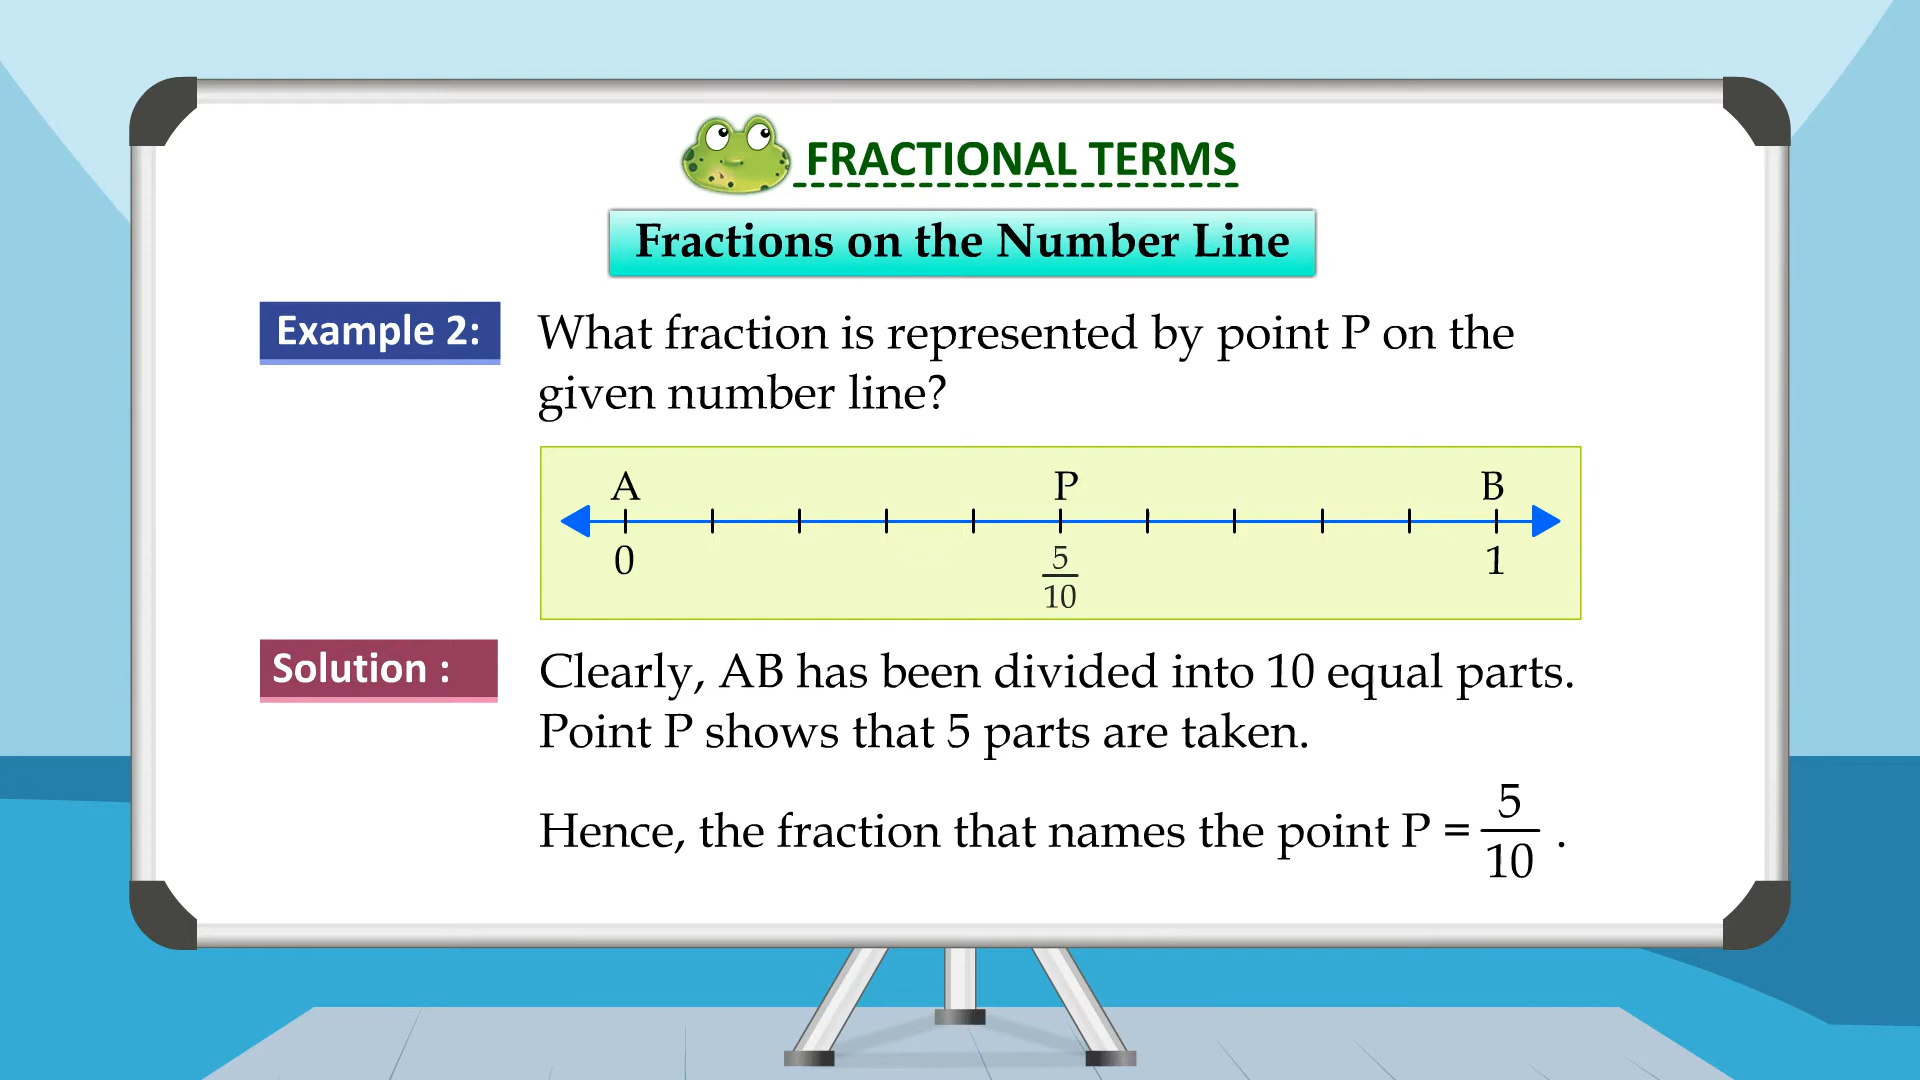 FRACTIONAL TERMS
Fractions on the Number Line
Example 2: What fraction is represented by point P on the
given number line?
A P B
0 5/10 1
Solution : Clearly, AB has been divided into 10 equal parts.
Point P shows that 5 parts are taken.
Hence, the fraction that names the point P = 5/10 .